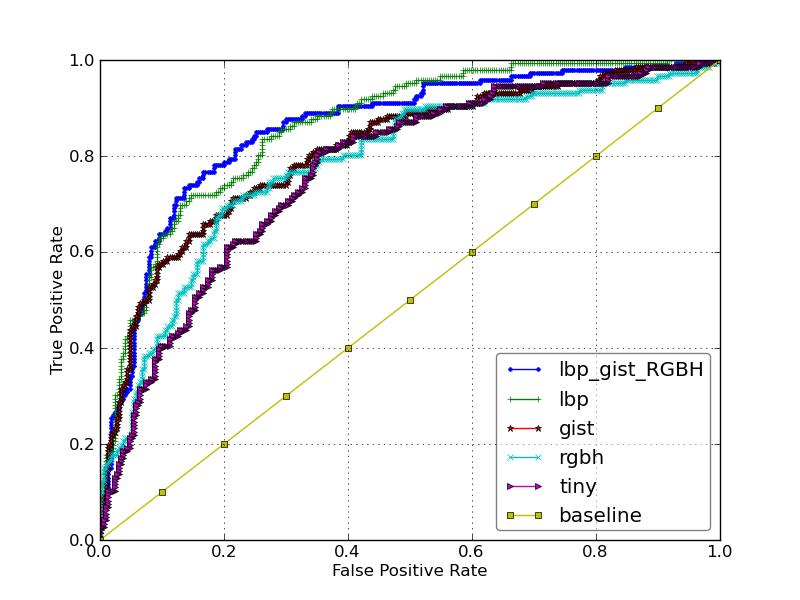 1.0
0.8
0.6
0.4
0.2
0.0
True Positive Rate
lbp_gist_RGBH
lbp
gist
rgbh
tiny
baseline
0.0 0.2 0.4 0.6 0.8 1.0
False Positive Rate